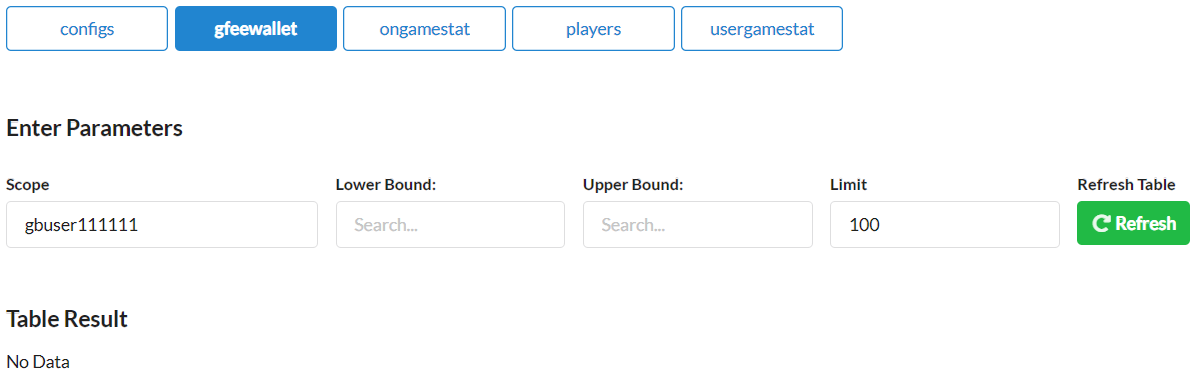 configs gfeewallet ongamestat players usergamestat
Enter Parameters
Scope Lower Bound: Upper Bound: Limit Refresh Table
gbuser111111 Search... Search... 100 Refresh
Table Result
No Data